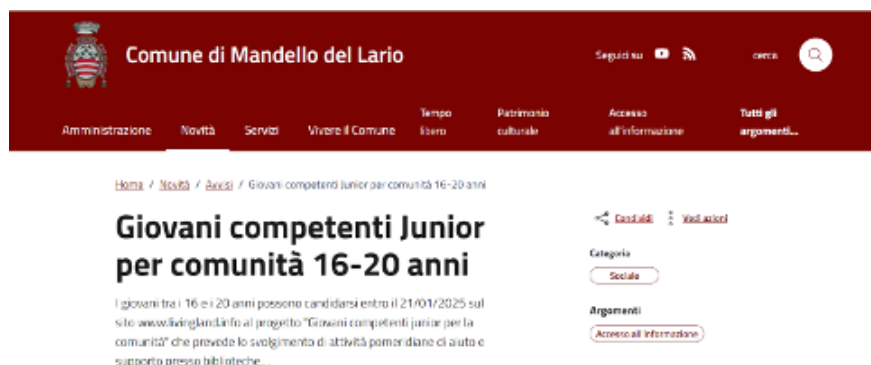 Comune di Mandello del Lario
Seguici su
cerca
Amministrazione Novità Servizi Vivere il Comune Tempo libero Patrimonio culturale Accesso all'informazione Tutti gli argomenti...
Home / Novità / Avvisi / Giovani competenti Junior per comunità 16-20 anni
Giovani competenti Junior
per comunità 16-20 anni
Condividi Vedi azioni
Categoria
Sociale
Argomenti
Accesso all'informazione
I giovani tra i 16 e i 20 anni possono candidarsi entro il 21/01/2025 sul
sito www.livingland.info al progetto "Giovani competenti junior per la
comunità" che prevede lo svolgimento di attività pomeridiane di aiuto e
supporto presso biblioteche....